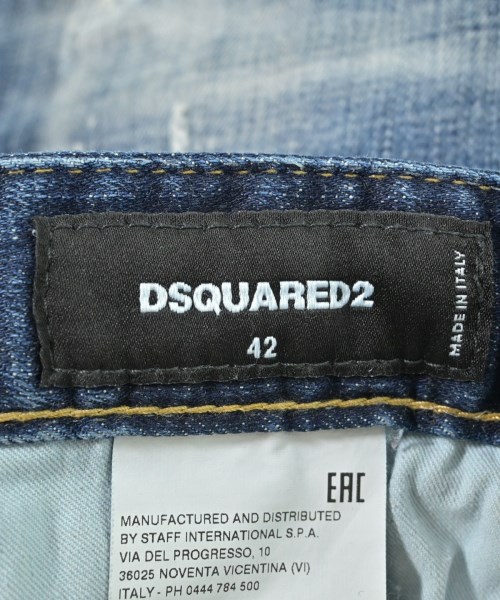 DSQUARED2
42
MADE IN ITALY
EAC
MANUFACTURED AND DISTRIBUTED
BY STAFF INTERNATIONAL S.P.A.
VIA DEL PROGRESSO, 10
36025 NOVENTA VICENTINA (VI)
ITALY - PH 0444 784 500